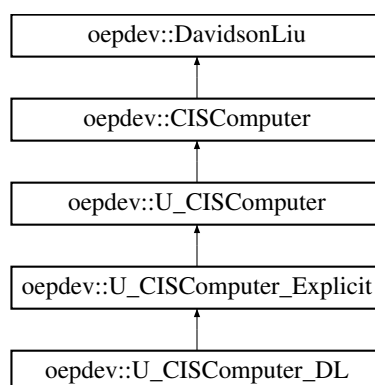 oepdev::DavidsonLiu
oepdev::CISComputer
oepdev::U_CISComputer
oepdev::U_CISComputer_Explicit
oepdev::U_CISComputer_DL